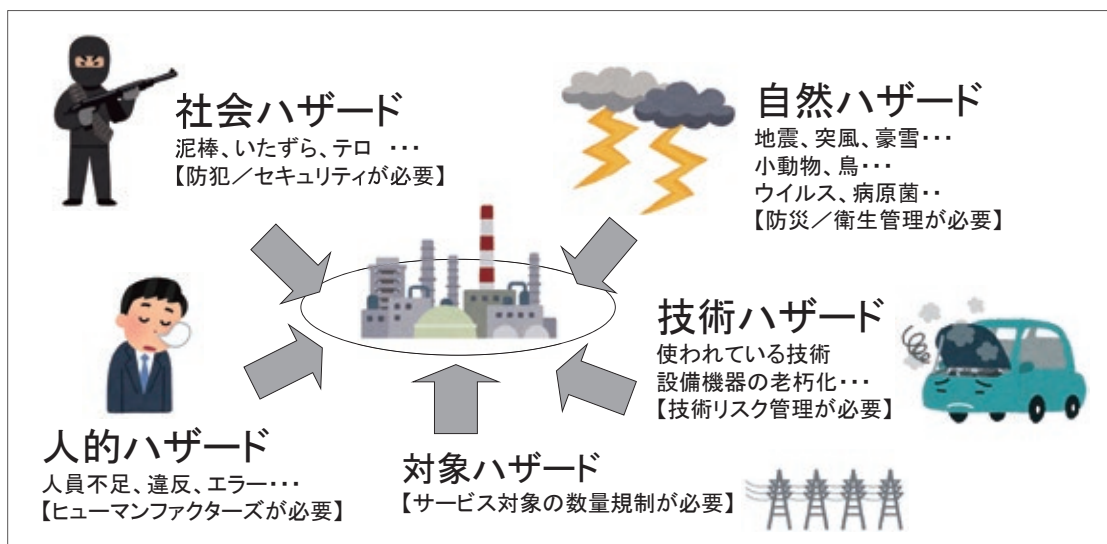 社会ハザード
泥棒、いたずら、テロ ･･･
【防犯／セキュリティが必要】
自然ハザード
地震、突風、豪雪･･･
小動物、鳥･･･
ウイルス、病原菌･･
【防災／衛生管理が必要】
技術ハザード
使われている技術
設備機器の老朽化･･･
【技術リスク管理が必要】
人的ハザード
人員不足、違反、エラー･･･
【ヒューマンファクターズが必要】
対象ハザード
【サービス対象の数量規制が必要】